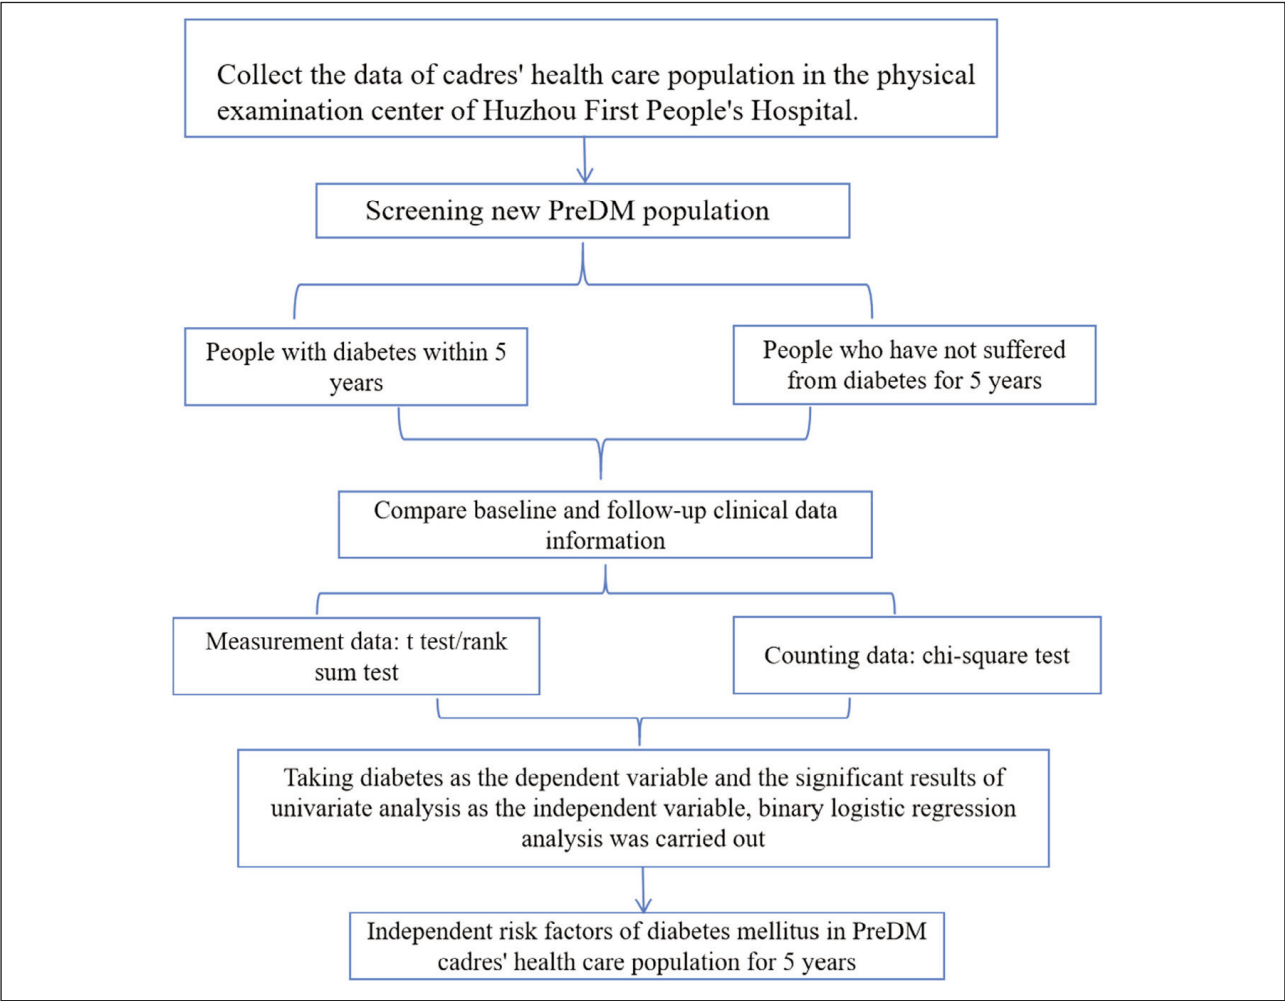 Collect the data of cadres' health care population in the physical
examination center of Huzhou First People's Hospital.
Screening new PreDM population
People with diabetes within 5
years
People who have not suffered
from diabetes for 5 years
Compare baseline and follow-up clinical data
information
Measurement data: t test/rank
sum test
Counting data: chi-square test
Taking diabetes as the dependent variable and the significant results of
univariate analysis as the independent variable, binary logistic regression
analysis was carried out
Independent risk factors of diabetes mellitus in PreDM
cadres' health care population for 5 years